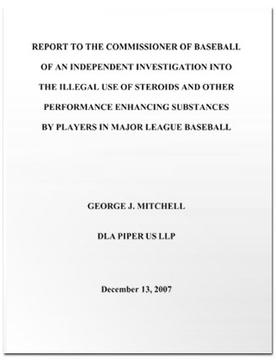 REPORT TO THE COMMISSIONER OF BASEBALL
OF AN INDEPENDENT INVESTIGATION INTO
THE ILLEGAL USE OF STEROIDS AND OTHER
PERFORMANCE ENHANCING SUBSTANCES
BY PLAYERS IN MAJOR LEAGUE BASEBALL
GEORGE J. MITCHELL
DLA PIPER US LLP
December 13, 2007